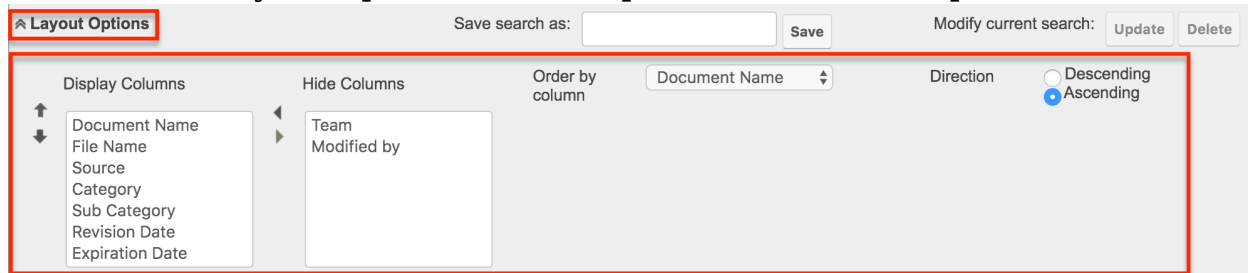 Layout Options
Save search as:
Save
Modify current search:
Update
Delete
Display Columns
Hide Columns
Order by
column
Document Name
Direction
Descending
Ascending
Document Name
File Name
Source
Category
Sub Category
Revision Date
Expiration Date
Team
Modified by